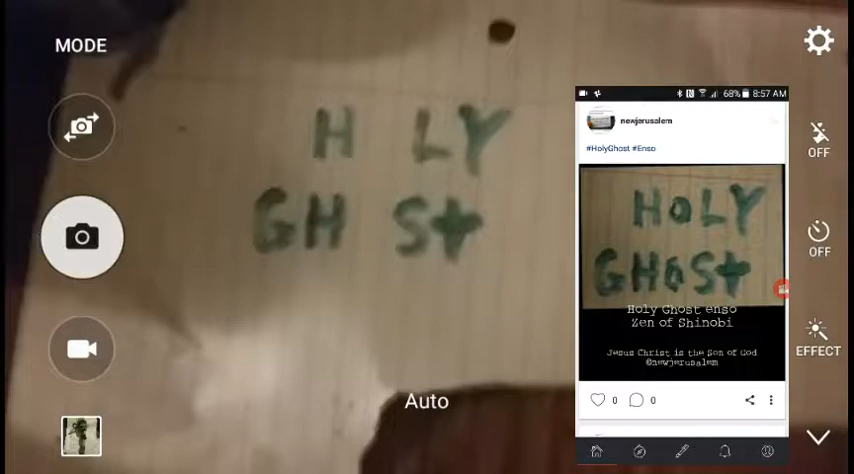 MODE
H LY
GH St
Auto
OFF
OFF
EFFECT
68% 8:57 AM
newjerusalem
#HolyGhost #Enso
HOLY
GHOSt
Holy Ghost enso
Zen of Shinobi
Jesus Christ is the Son of God
@newjerusalem
0 0